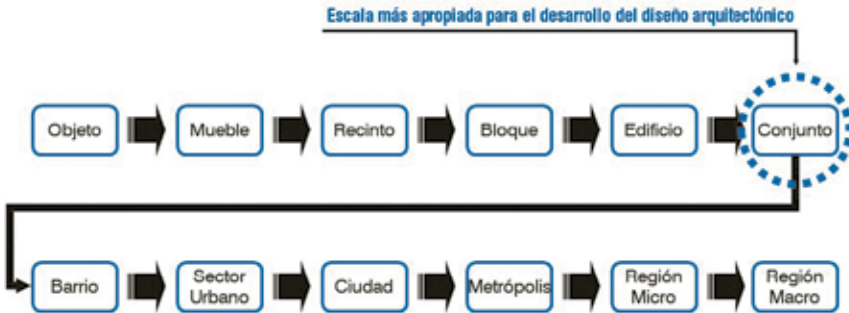 Escala más apropiada para el desarrollo del diseño arquitectónico
Objeto
Mueble
Recinto
Bloque
Edificio
Conjunto
Barrio
Sector
Urbano
Ciudad
Metrópolis
Región
Micro
Región
Macro